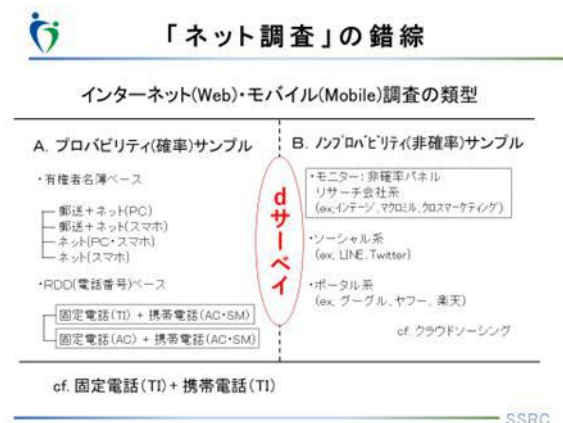 「ネット調査」の錯綜
インターネット(Web)・モバイル(Mobile)調査の類型
A. プロバビリティ(確率)サンプル
・有権者名簿ベース
郵送+ネット(PC)
郵送+ネット(スマホ)
ネット(PC・スマホ)
ネット(スマホ)
・RDD(電話番号)ベース
固定電話(TI) + 携帯電話(AC・SM)
固定電話(AC) + 携帯電話(AC・SM)
dサーベイ
B. ノンプロバビリティ(非確率)サンプル
・モニター:非確率パネル
リサーチ会社系
(ex;インテージ、マクロミル、クロスマーケティング)
・ソーシャル系
(ex; LINE、Twitter)
・ポータル系
(ex; グーグル、ヤフー、楽天)
cf. クラウドソーシング
cf. 固定電話(TI)+ 携帯電話(TI)
SSRC